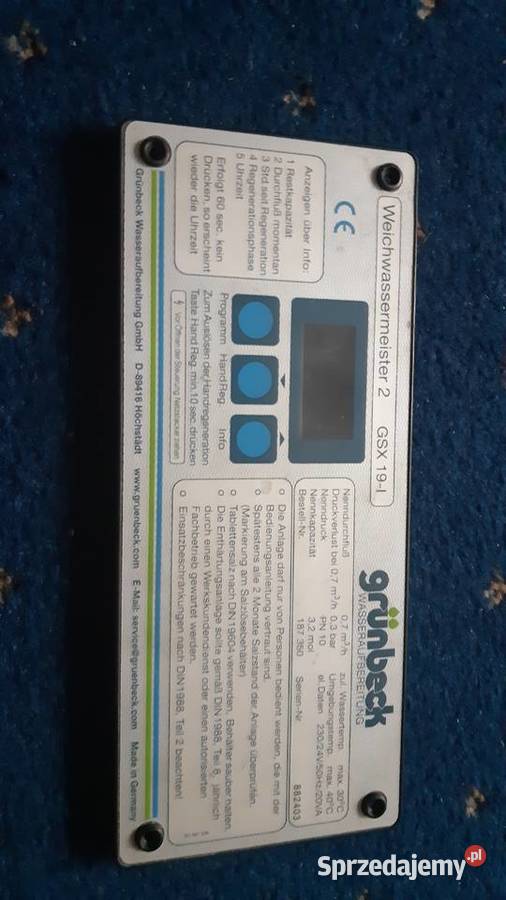 Weichwassermeister 2 GSX 19-I
grünbeck
WASSERAUFBEREITUNG
CE
Anzeigen über Info:
1 Restkapazität
2 Durchfluß momentan
3 Std. seit Regeneration
4 Regenerationsphase
5 Uhrzeit
Erfolgt 60 sec. kein
Drücken, so erscheint
wieder die Uhrzeit
Programm Hand Reg. Info
Zum Auslösen der Handregeneration
Taste Hand Reg. min. 10 sec. drücken
Vor Öffnen der Steuerung Netzstecker ziehen
Nenndurchfluß 0,7 m³/h zul. Wassertemp. max. 30°C
Druckverlust bei 0,7 m³/h 0,3 bar Umgebungstemp. max. 40°C
Nenndruck PN 10 el. Daten 230/24V/50Hz/20VA
Nennkapazität 3,2 mol
Bestell-Nr. 187 350 Serien-Nr. 882403
o Die Anlage darf nur von Personen bedient werden, die mit der
Bedienungsanleitung vertraut sind.
o Spätestens alle 2 Monate Salzstand der Anlage überprüfen.
(Markierung am Salzlösebehälter)
o Tablettensalz nach DIN 19604 verwenden, Behälter sauber halten.
o Die Enthärtungsanlage sollte gemäß DIN 1988, Teil 8, jährlich
durch einen Werkskundendienst oder einen autorisierten
Fachbetrieb gewartet werden.
o Einsatzbeschränkungen nach DIN 1988, Teil 2 beachten!
Grünbeck Wasseraufbereitung GmbH D-89416 Höchstädt www.gruenbeck.com E-Mail: service@gruenbeck.com Made in Germany
Sprzedajemy.pl